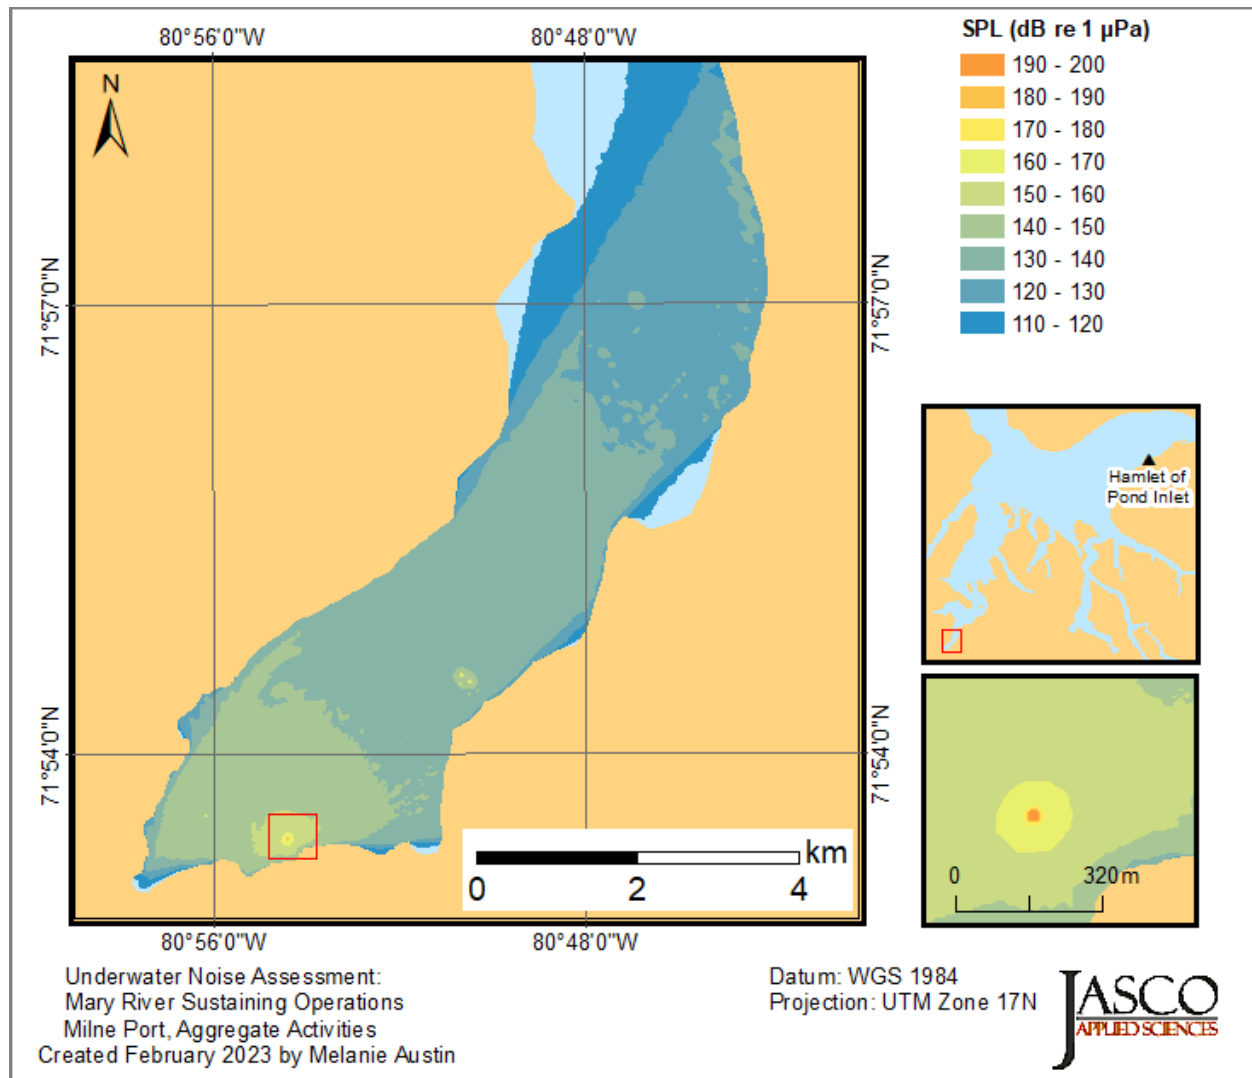 80°56'0"W
80°48'0"W
N
71°57'0"N
71°57'0"N
71°54'0"N
71°54'0"N
km
0
2
4
80°56'0"W
80°48'0"W
SPL (dB re 1 µPa)
190 - 200
180 - 190
170 - 180
160 - 170
150 - 160
140 - 150
130 - 140
120 - 130
110 - 120
Hamlet of
Pond Inlet
0
320 m
Underwater Noise Assessment:
Mary River Sustaining Operations
Milne Port, Aggregate Activities
Created February 2023 by Melanie Austin
Datum: WGS 1984
Projection: UTM Zone 17N
JASCO
APPLIED SCIENCES